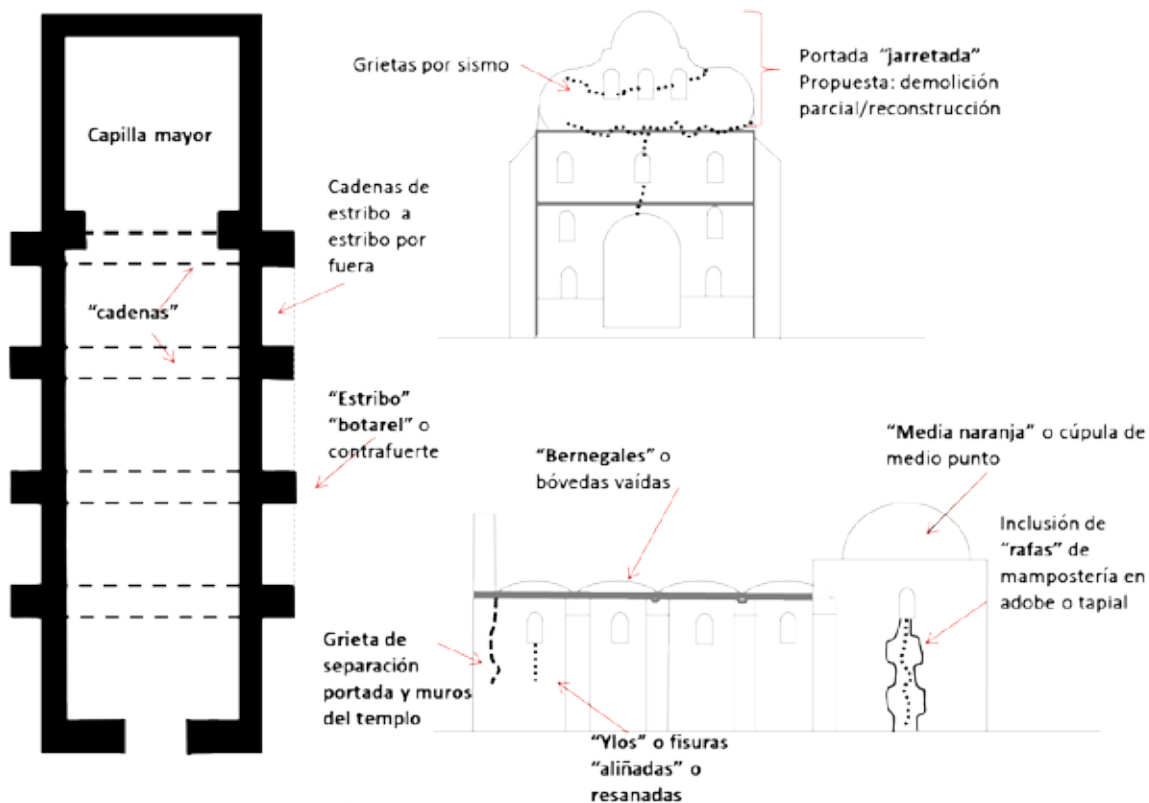 Capilla mayor
"cadenas"
Cadenas de
estribo a
estribo por
fuera
"Estribo"
"botarel" o
contrafuerte
Grietas por sismo
Portada "jarretada"
Propuesta: demolición
parcial/reconstrucción
"Bernegales" o
bóvedas vaídas
"Media naranja" o cúpula de
medio punto
Inclusión de
"rafas" de
mampostería en
adobe o tapial
Grieta de
separación
portada y muros
del templo
"Ylos" o fisuras
"aliñadas" o
resanadas